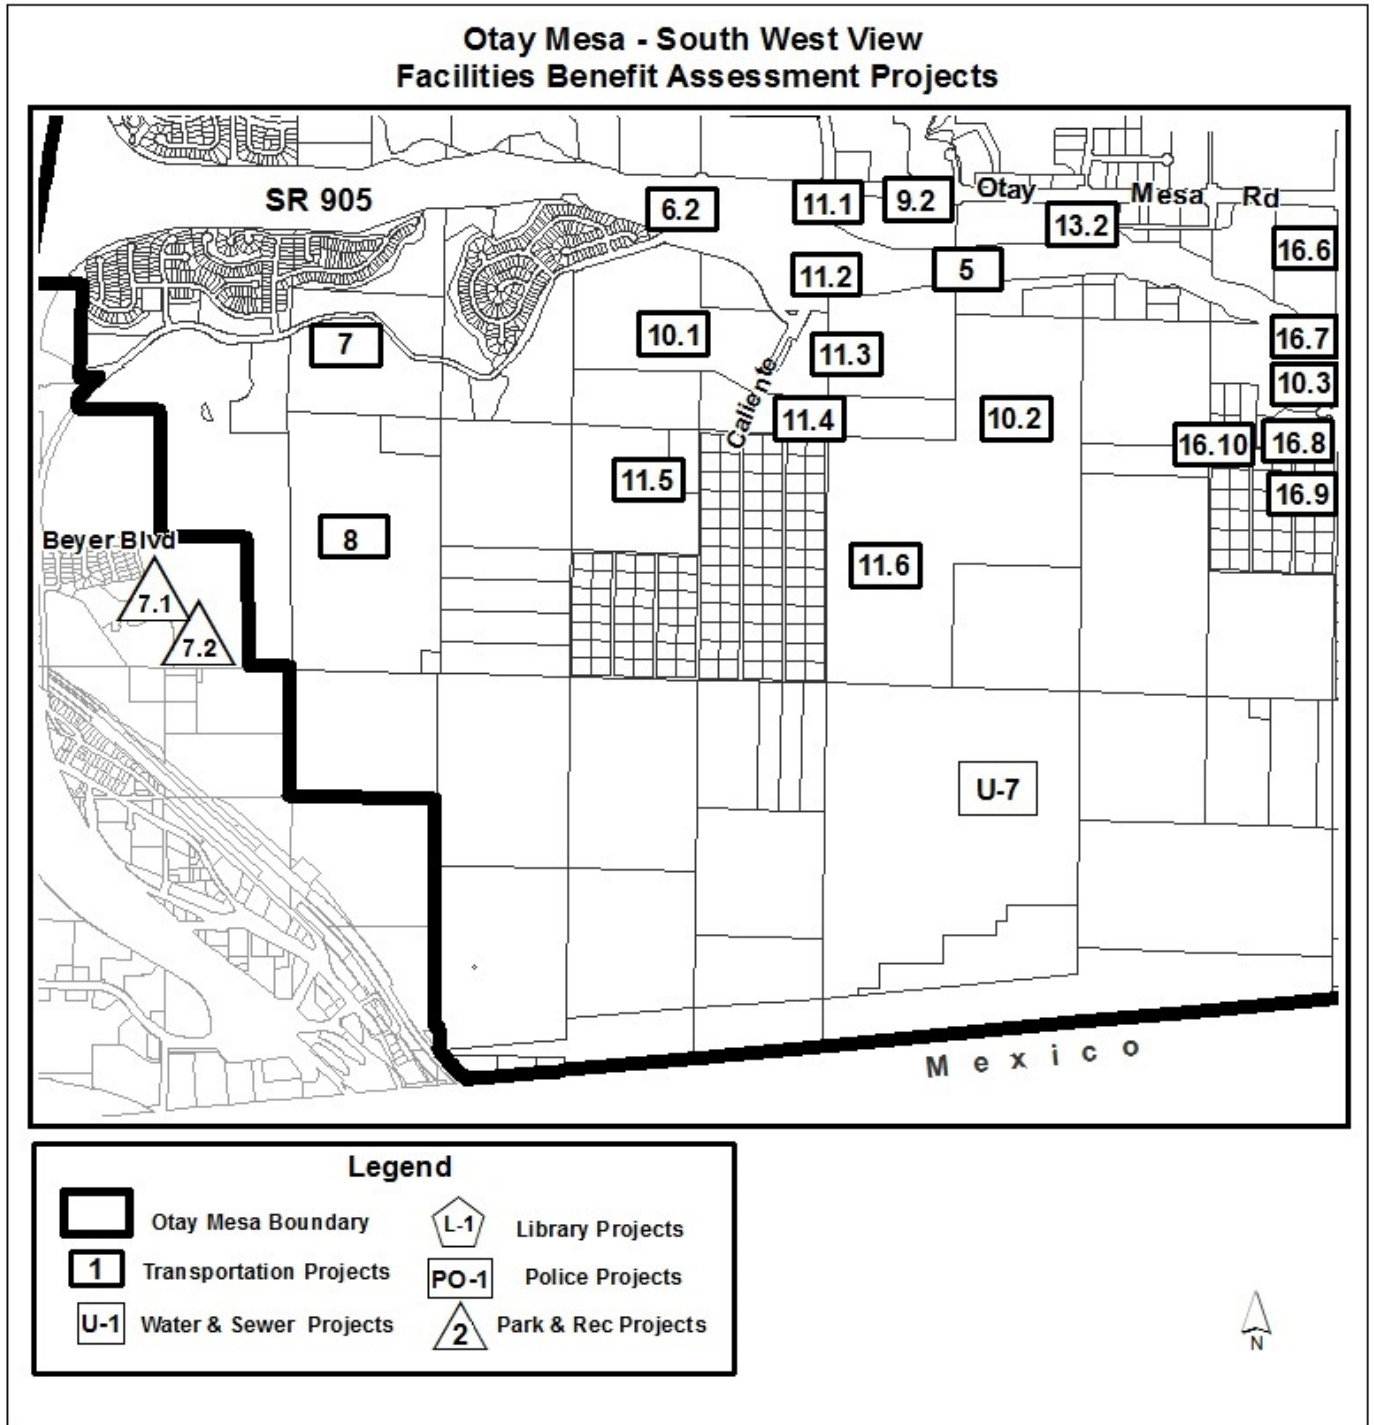 Otay Mesa - South West View
Facilities Benefit Assessment Projects
SR 905
6.2
11.1
9.2
Otay Mesa Rd
13.2
16.6
11.2
5
10.1
7
11.3
16.7
10.3
Caliente
11.4
10.2
16.10
16.8
11.5
16.9
Beyer Blvd
8
11.6
7.1
7.2
U-7
Mexico
Legend
Otay Mesa Boundary
L-1
Library Projects
1
Transportation Projects
PO-1
Police Projects
U-1
Water & Sewer Projects
2
Park & Rec Projects
N